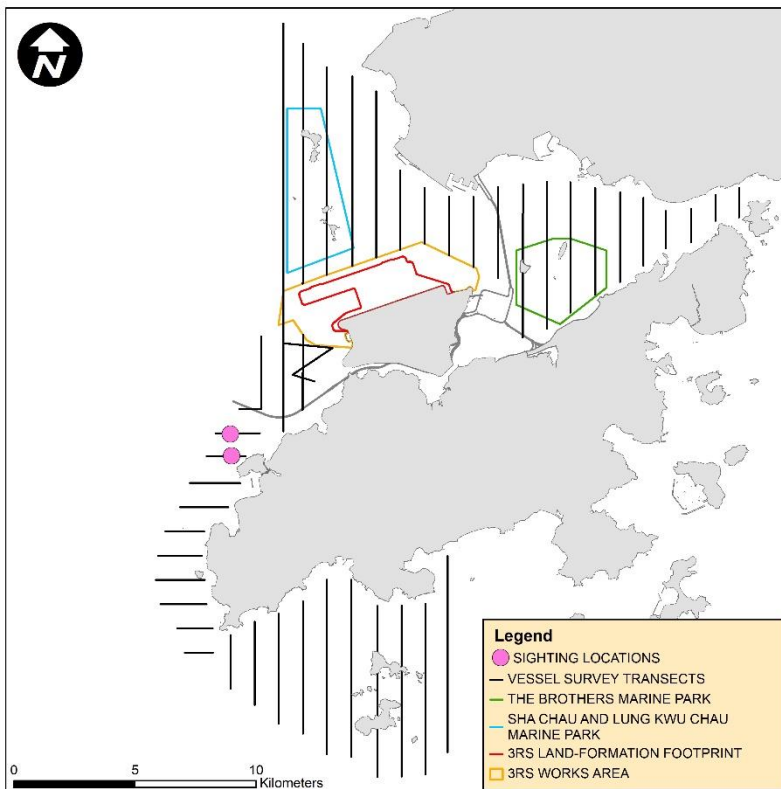 N
Legend
SIGHTING LOCATIONS
VESSEL SURVEY TRANSECTS
THE BROTHERS MARINE PARK
SHA CHAU AND LUNG KWU CHAU
MARINE PARK
3RS LAND-FORMATION FOOTPRINT
3RS WORKS AREA
0 5 10
Kilometers